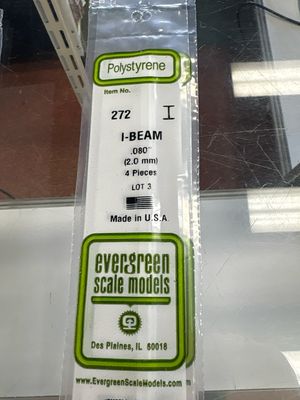 Polystyrene
Item No.
272
I-BEAM
.080"
(2.0 mm)
4 Pieces
LOT 3
Made in U.S.A.
evergreen
scale models
Des Plaines, IL 60018
www.EvergreenScaleModels.com